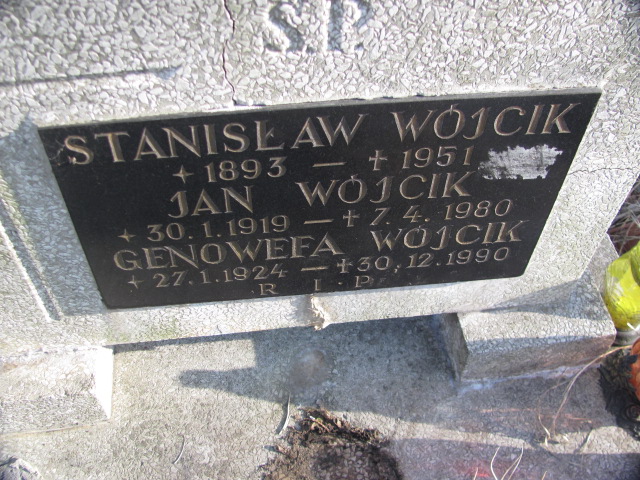 Ś.P.
STANISŁAW WÓJCIK
* 1893 — † 1951
JAN WÓJCIK
* 30.1.1919 — † 7.4.1980
GENOWEFA WÓJCIK
* 27.1.1924 — † 30.12.1990
R.I.P.